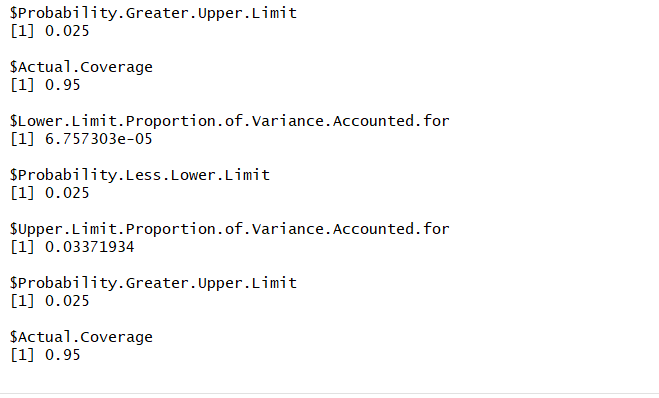 $Probability.Greater.Upper.Limit
[1] 0.025
$Actual.Coverage
[1] 0.95
$Lower.Limit.Proportion.of.Variance.Accounted.for
[1] 6.757303e-05
$Probability.Less.Lower.Limit
[1] 0.025
$Upper.Limit.Proportion.of.Variance.Accounted.for
[1] 0.03371934
$Probability.Greater.Upper.Limit
[1] 0.025
$Actual.Coverage
[1] 0.95